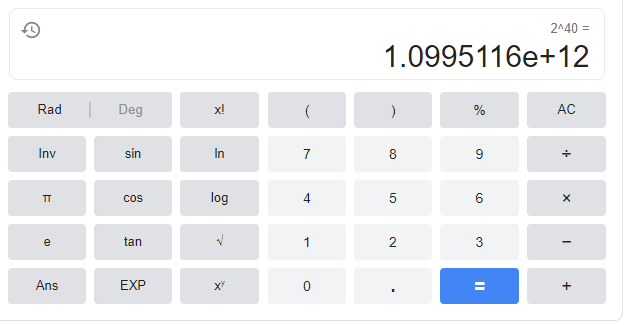 2^40 =
1.0995116e+12
Rad | Deg x! ( ) % AC
Inv sin ln 7 8 9 ÷
π cos log 4 5 6 ×
e tan √ 1 2 3 −
Ans EXP xʸ 0 . = +